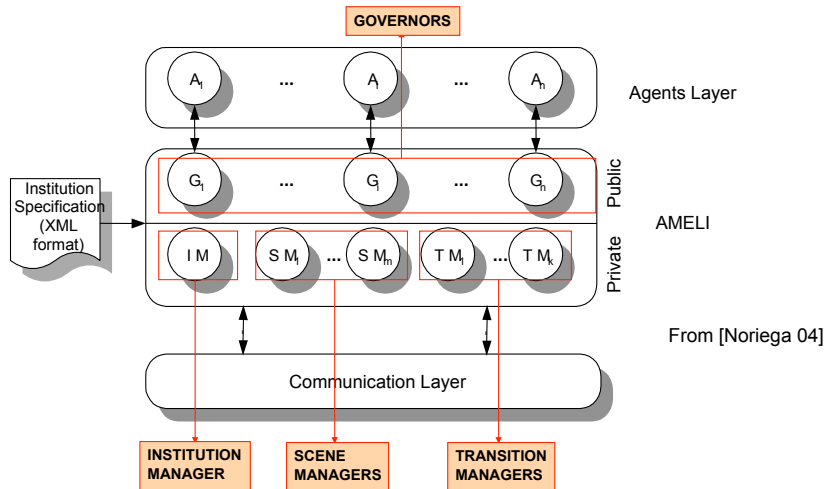 GOVERNORS
A1 ... Ai ... An
Agents Layer
G1 ... Gi ... Gn
Public
Institution
Specification
(XML
format)
AMELI
I M S M1 ... S Mm T M1 ... T Mk
Private
From [Noriega 04]
Communication Layer
INSTITUTION
MANAGER
SCENE
MANAGERS
TRANSITION
MANAGERS